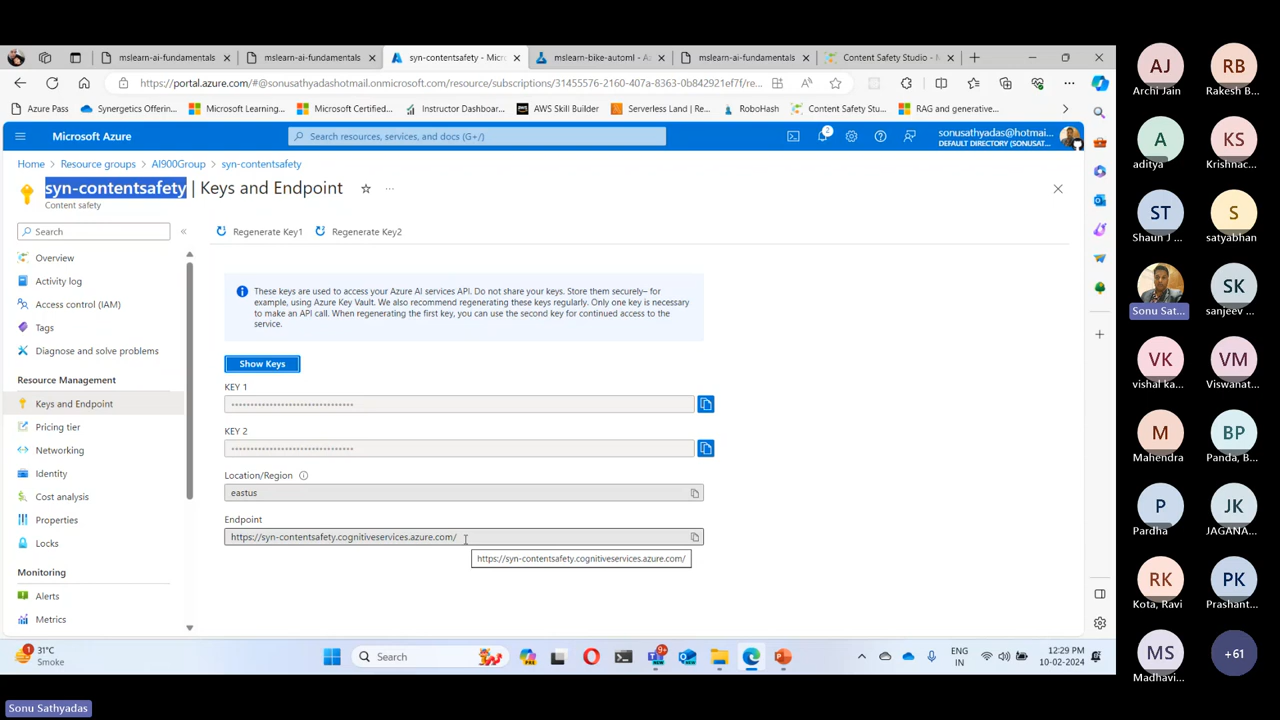 mslearn-ai-fundamentals
mslearn-ai-fundamentals
syn-contentsafety - Micr
mslearn-bike-automl - Az
mslearn-ai-fundamentals
Content Safety Studio - M
https://portal.azure.com/#@sonusathyadashotmail.onmicrosoft.com/resource/subscriptions/31455576-2160-407a-8363-0b842921ef7f/re...
Azure Pass
Synergetics Offerin...
Microsoft Learning...
Microsoft Certified...
Instructor Dashboar...
AWS Skill Builder
Serverless Land | Re...
RoboHash
Content Safety Stu...
RAG and generative...
Microsoft Azure
Search resources, services, and docs (G+/)
2
sonusathyadas@hotmai...
DEFAULT DIRECTORY (SONUSAT...
Home
Resource groups
AI900Group
syn-contentsafety
syn-contentsafety | Keys and Endpoint
Content safety
Search
Regenerate Key1
Regenerate Key2
Overview
Activity log
Access control (IAM)
Tags
Diagnose and solve problems
Resource Management
Keys and Endpoint
Pricing tier
Networking
Identity
Cost analysis
Properties
Locks
Monitoring
Alerts
Metrics
These keys are used to access your Azure AI services API. Do not share your keys. Store them securely– for
example, using Azure Key Vault. We also recommend regenerating these keys regularly. Only one key is necessary
to make an API call. When regenerating the first key, you can use the second key for continued access to the
service.
Show Keys
KEY 1
KEY 2
Location/Region
eastus
Endpoint
https://syn-contentsafety.cognitiveservices.azure.com/
https://syn-contentsafety.cognitiveservices.azure.com/
1
31°C
Smoke
Search
9+
ENG
IN
12:29 PM
10-02-2024
Sonu Sathyadas
AJ
Archi Jain
RB
Rakesh B...
A
aditya
KS
Krishnac...
ST
Shaun J ...
S
satyabhan
Sonu Sat...
SK
sanjeev ...
VK
vishal ka...
VM
Viswanat...
M
Mahendra
BP
Panda, B...
P
Pardha
JK
JAGANA...
RK
Kota, Ravi
PK
Prashant...
MS
Madhavi...
+61